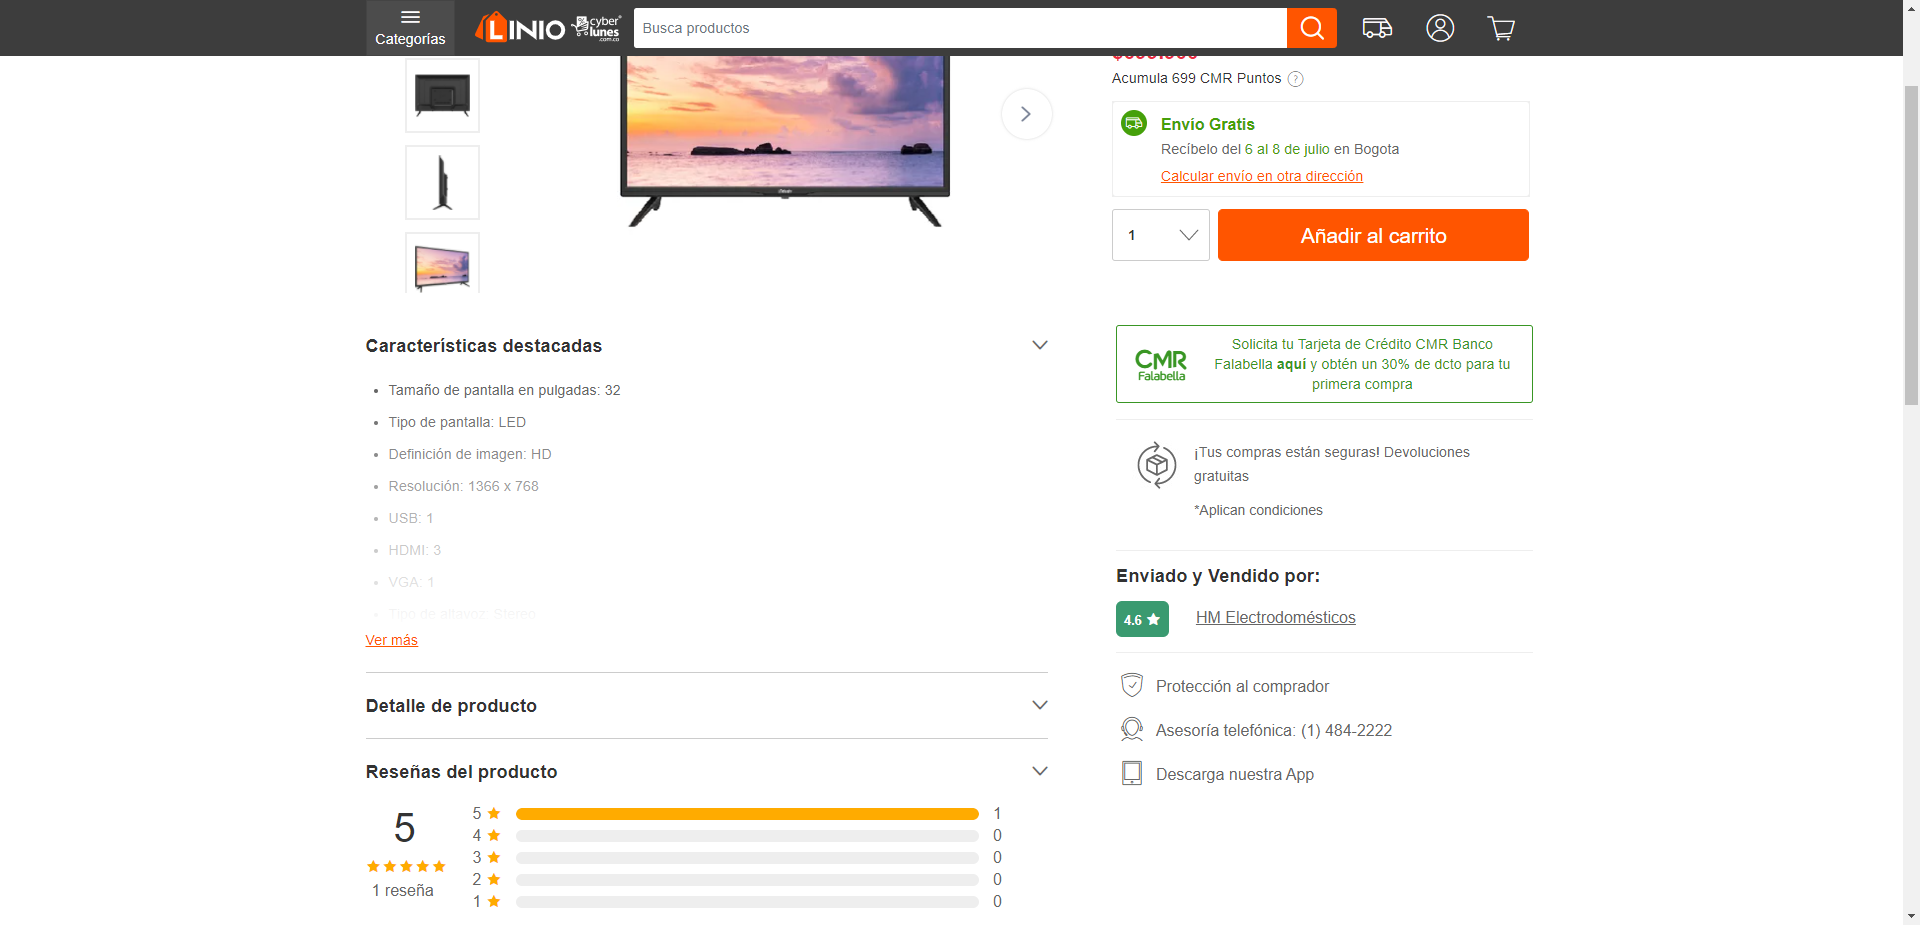 Categorías
LINIO
cyber lunes .com.co
Busca productos
Acumula 699 CMR Puntos ?
Envío Gratis
Recíbelo del 6 al 8 de julio en Bogota
Calcular envío en otra dirección
1
Añadir al carrito
Características destacadas
Tamaño de pantalla en pulgadas: 32
Tipo de pantalla: LED
Definición de imagen: HD
Resolución: 1366 x 768
USB: 1
HDMI: 3
VGA: 1
Tipo de altavoz: Stereo
Ver más
Detalle de producto
Reseñas del producto
5
1 reseña
5 1
4 0
3 0
2 0
1 0
CMR
Falabella
Solicita tu Tarjeta de Crédito CMR Banco
Falabella aquí y obtén un 30% de dcto para tu
primera compra
¡Tus compras están seguras! Devoluciones
gratuitas
*Aplican condiciones
Enviado y Vendido por:
4.6
HM Electrodomésticos
Protección al comprador
Asesoría telefónica: (1) 484-2222
Descarga nuestra App